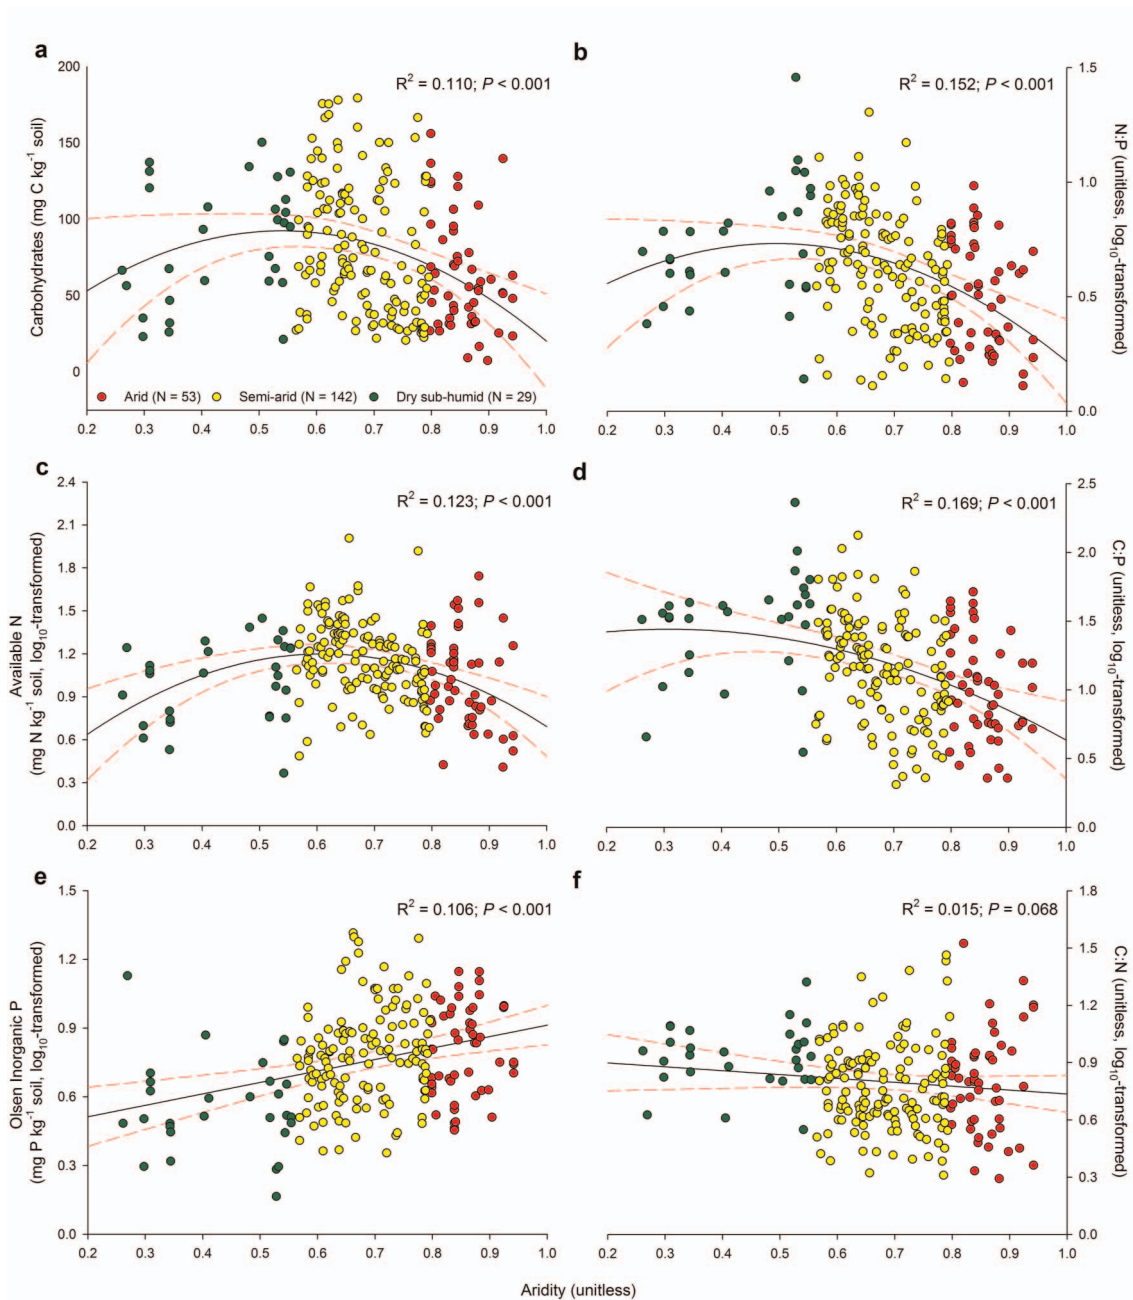 a
b
200
150
100
50
0
Carbohydrates (mg C kg⁻¹ soil)
R² = 0.110; P < 0.001
Arid (N = 53) Semi-arid (N = 142) Dry sub-humid (N = 29)
0.2 0.3 0.4 0.5 0.6 0.7 0.8 0.9 1.0
R² = 0.152; P < 0.001
1.5
1.0
0.5
0.0
N:P (unitless, log₁₀-transformed)
0.2 0.3 0.4 0.5 0.6 0.7 0.8 0.9 1.0
c
d
2.4
2.1
1.8
1.5
1.2
0.9
0.6
0.3
0.0
Available N
(mg N kg⁻¹ soil, log₁₀-transformed)
R² = 0.123; P < 0.001
0.2 0.3 0.4 0.5 0.6 0.7 0.8 0.9 1.0
R² = 0.169; P < 0.001
2.5
2.0
1.5
1.0
0.5
0.0
C:P (unitless, log₁₀-transformed)
0.2 0.3 0.4 0.5 0.6 0.7 0.8 0.9 1.0
e
f
1.5
1.2
0.9
0.6
0.3
0.0
Olsen Inorganic P
(mg P kg⁻¹ soil, log₁₀-transformed)
R² = 0.106; P < 0.001
0.2 0.3 0.4 0.5 0.6 0.7 0.8 0.9 1.0
R² = 0.015; P = 0.068
1.8
1.5
1.2
0.9
0.6
0.3
0.0
C:N (unitless, log₁₀-transformed)
0.2 0.3 0.4 0.5 0.6 0.7 0.8 0.9 1.0
Aridity (unitless)